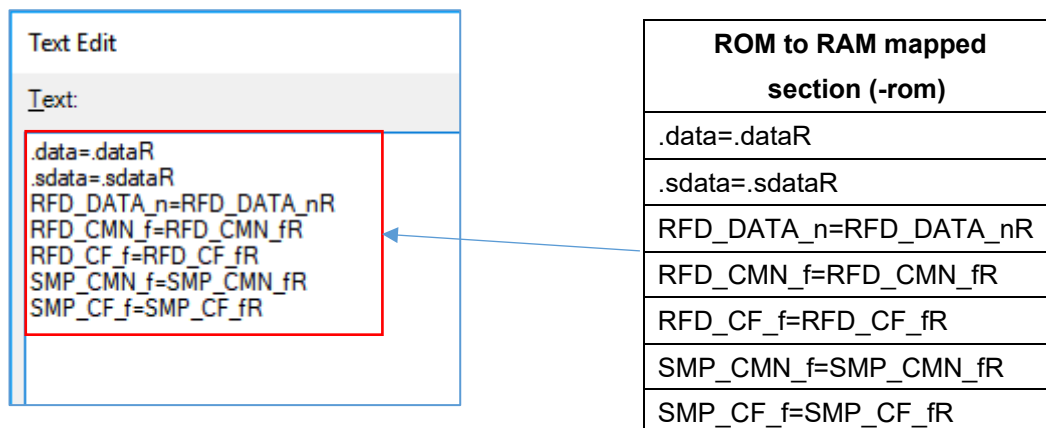 Text Edit
Text:
.data=.dataR
.sdata=.sdataR
RFD_DATA_n=RFD_DATA_nR
RFD_CMN_f=RFD_CMN_fR
RFD_CF_f=RFD_CF_fR
SMP_CMN_f=SMP_CMN_fR
SMP_CF_f=SMP_CF_fR
ROM to RAM mapped
section (-rom)
.data=.dataR
.sdata=.sdataR
RFD_DATA_n=RFD_DATA_nR
RFD_CMN_f=RFD_CMN_fR
RFD_CF_f=RFD_CF_fR
SMP_CMN_f=SMP_CMN_fR
SMP_CF_f=SMP_CF_fR